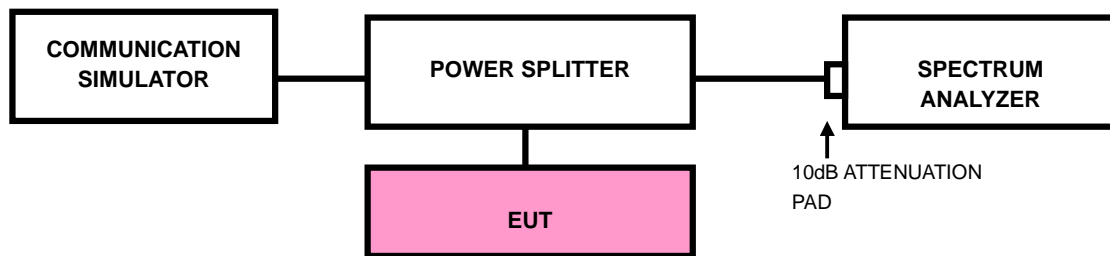 COMMUNICATION
SIMULATOR
POWER SPLITTER
SPECTRUM
ANALYZER
10dB ATTENUATION
PAD
EUT